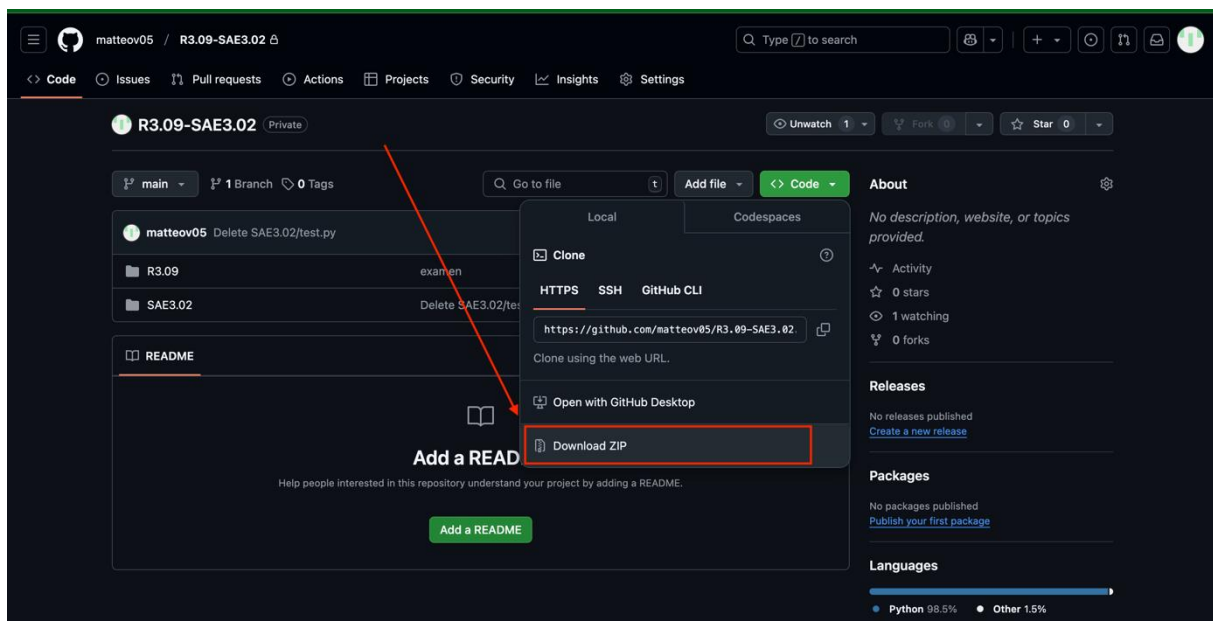 matteov05 / R3.09-SAE3.02
Type / to search
Code Issues Pull requests Actions Projects Security Insights Settings
R3.09-SAE3.02 Private
Unwatch 1 Fork 0 Star 0
main 1 Branch 0 Tags
Go to file t
Add file
Code
matteov05 Delete SAE3.02/test.py
R3.09 examen
SAE3.02 Delete SAE3.02/tes
README
Add a READ
Help people interested in this repository understand your project by adding a README.
Add a README
Local Codespaces
Clone
HTTPS SSH GitHub CLI
https://github.com/matteov05/R3.09-SAE3.02.
Clone using the web URL.
Open with GitHub Desktop
Download ZIP
About
No description, website, or topics
provided.
Activity
0 stars
1 watching
0 forks
Releases
No releases published
Create a new release
Packages
No packages published
Publish your first package
Languages
Python 98.5% Other 1.5%